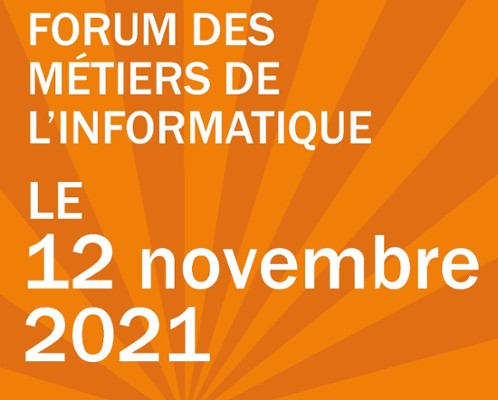 FORUM DES
MÉTIERS DE
L'INFORMATIQUE
LE
12 novembre
2021